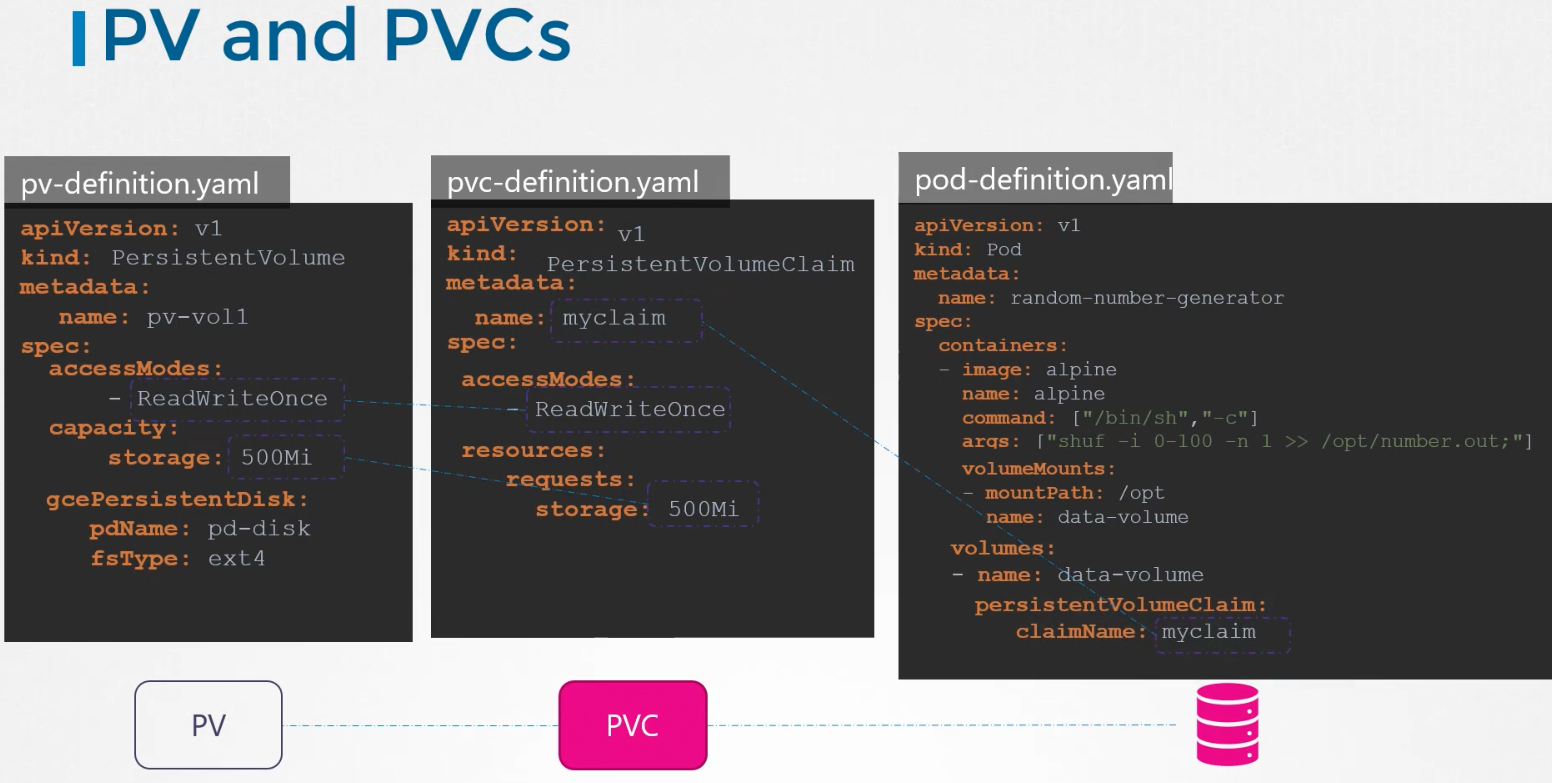 PV and PVCs
pv-definition.yaml
apiVersion: v1
kind: PersistentVolume
metadata:
name: pv-vol1
spec:
accessModes:
- ReadWriteOnce
capacity:
storage: 500Mi
gcePersistentDisk:
pdName: pd-disk
fsType: ext4
pvc-definition.yaml
apiVersion: v1
kind: PersistentVolumeClaim
metadata:
name: myclaim
spec:
accessModes:
- ReadWriteOnce
resources:
requests:
storage: 500Mi
pod-definition.yaml
apiVersion: v1
kind: Pod
metadata:
name: random-number-generator
spec:
containers:
- image: alpine
name: alpine
command: ["/bin/sh","-c"]
args: ["shuf -i 0-100 -n 1 >> /opt/number.out;"]
volumeMounts:
- mountPath: /opt
name: data-volume
volumes:
- name: data-volume
persistentVolumeClaim:
claimName: myclaim
PV
PVC